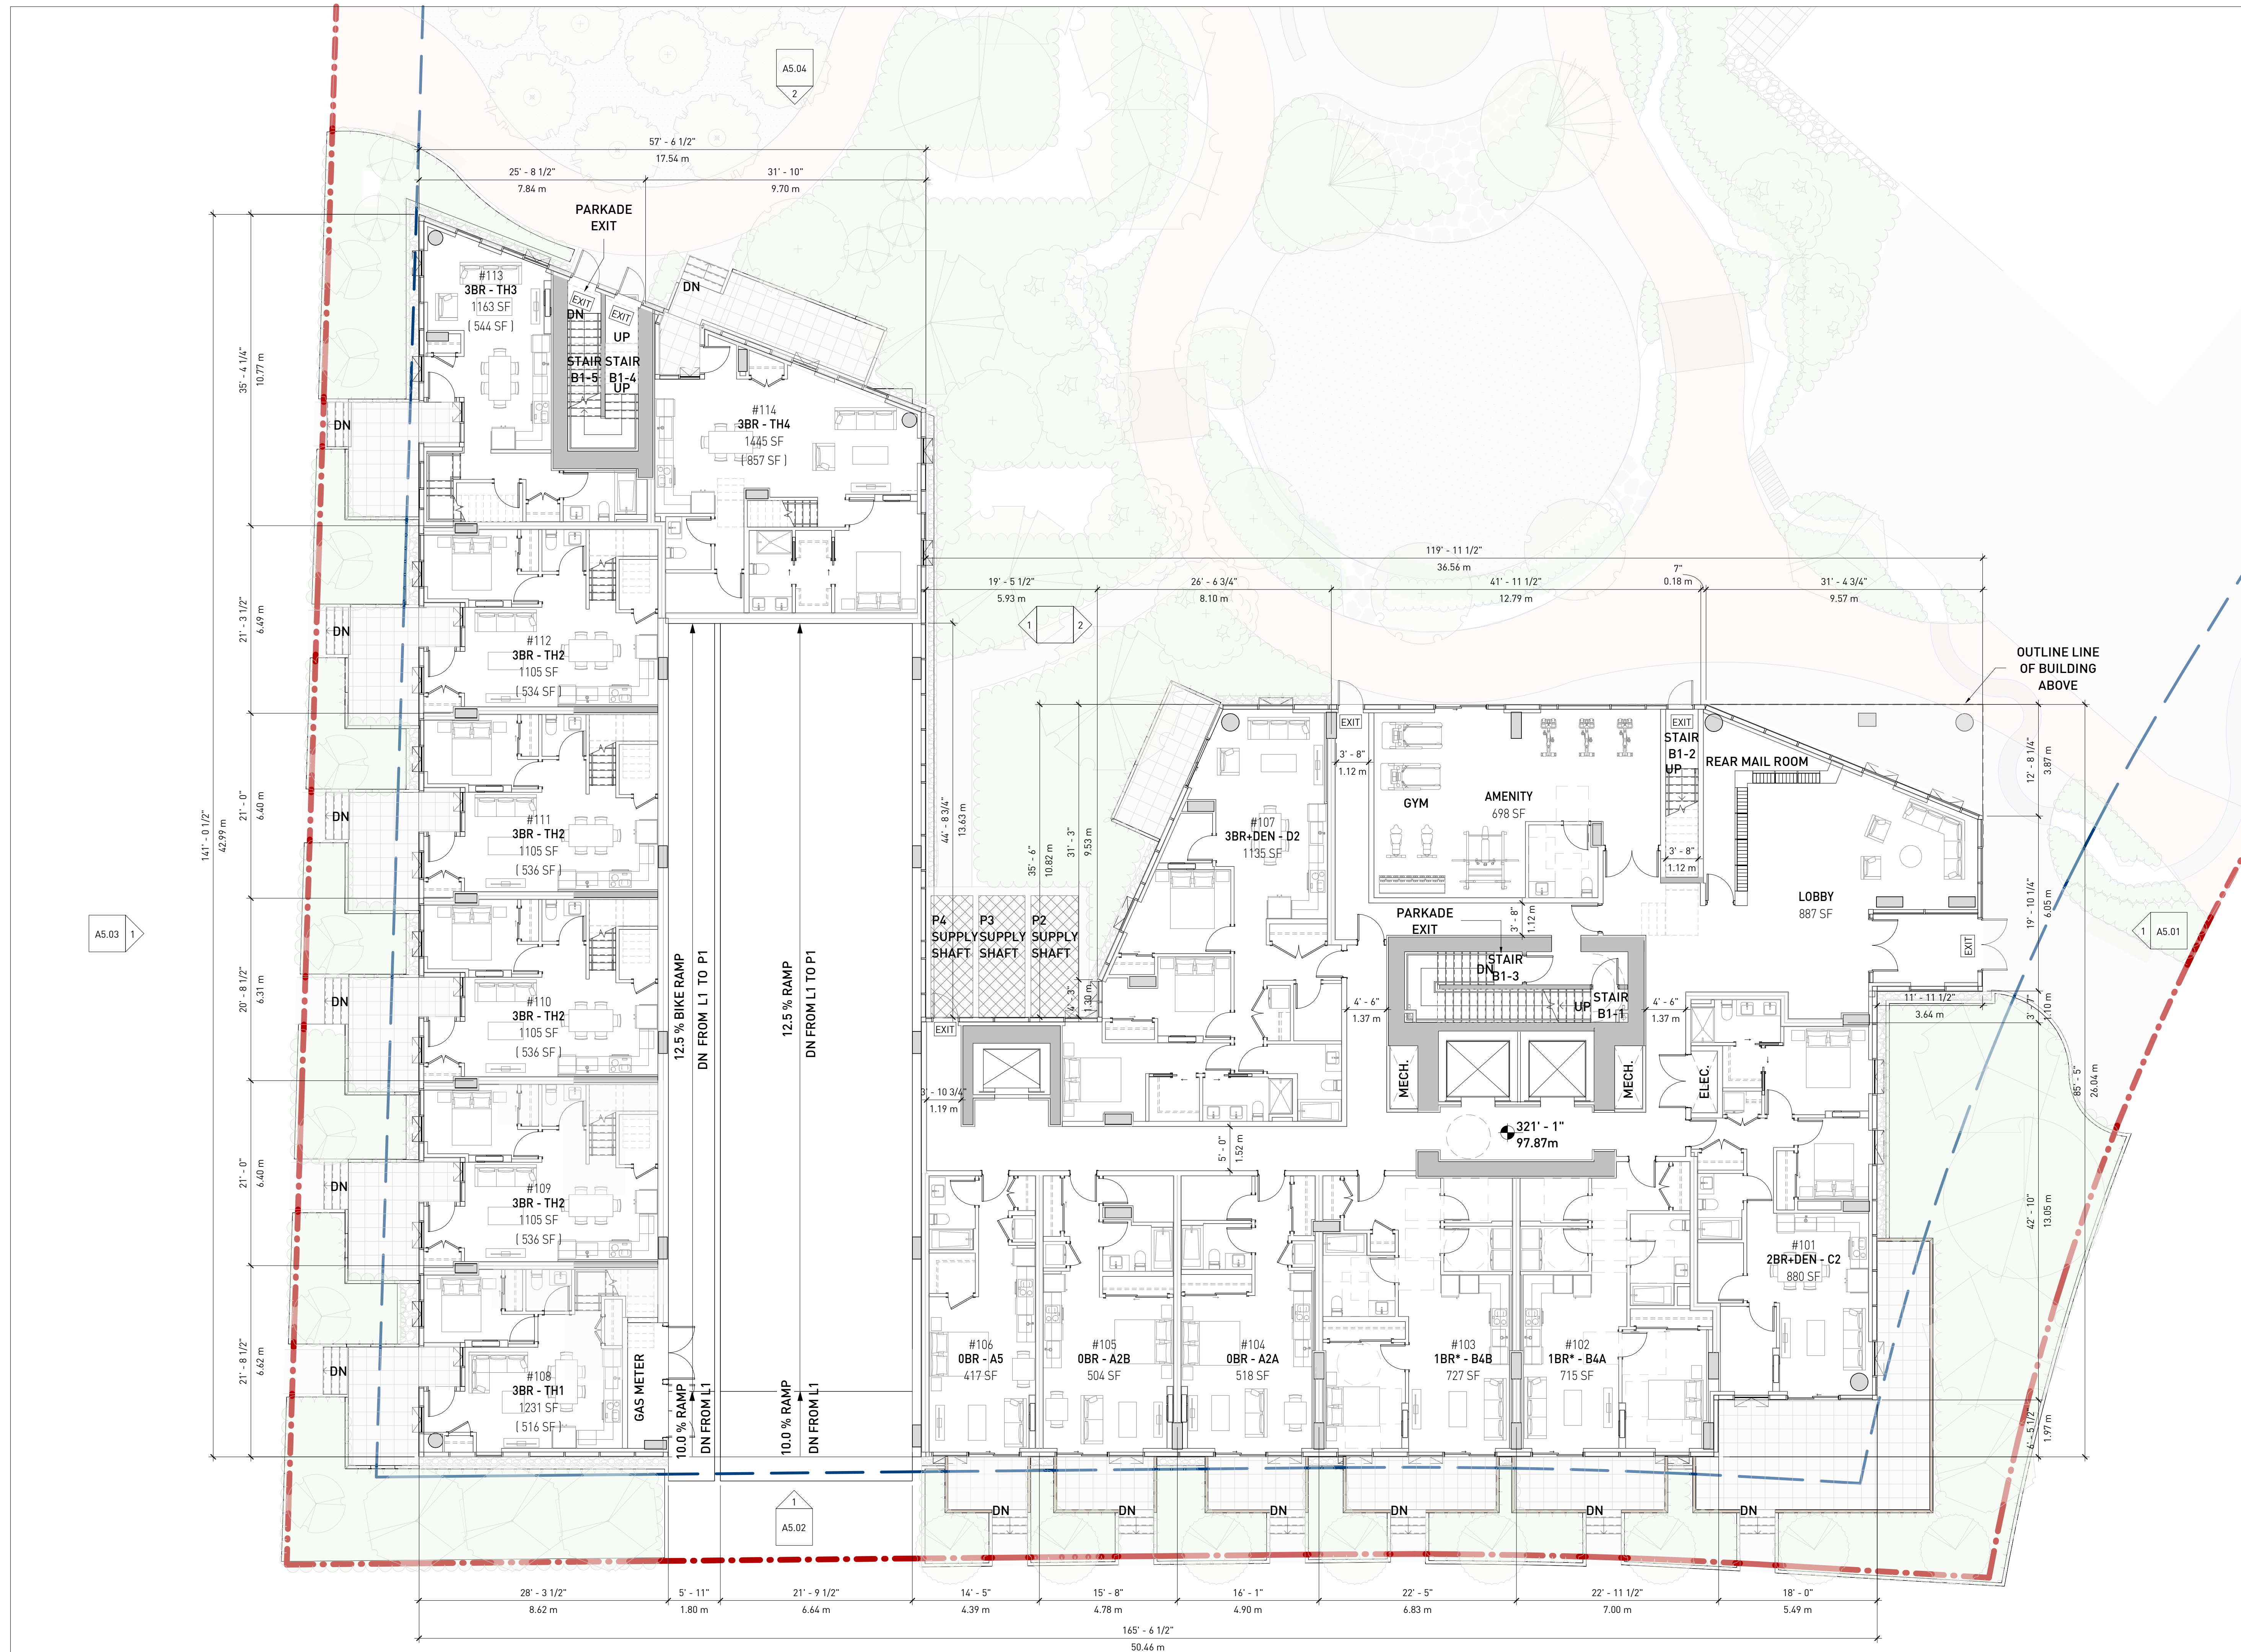 A5.04
2
57' - 6 1/2"
17.54 m
25' - 8 1/2"
7.84 m
31' - 10"
9.70 m
PARKADE
EXIT
#113
3BR - TH3
1163 SF
( 544 SF )
EXIT
DN
EXIT
UP
STAIR
B1-5
STAIR
B1-4
UP
DN
#114
3BR - TH4
1445 SF
( 857 SF )
35' - 4 1/4"
10.77 m
DN
141' - 0 1/2"
42.99 m
21' - 3 1/2"
6.49 m
DN
#112
3BR - TH2
1105 SF
( 534 SF )
21' - 0"
6.40 m
DN
#111
3BR - TH2
1105 SF
( 536 SF )
A5.03
1
20' - 8 1/2"
6.31 m
DN
#110
3BR - TH2
1105 SF
( 536 SF )
21' - 0"
6.40 m
DN
#109
3BR - TH2
1105 SF
( 536 SF )
21' - 8 1/2"
6.62 m
DN
#108
3BR - TH1
1231 SF
( 516 SF )
GAS METER
12.5 % BIKE RAMP
DN FROM L1 TO P1
12.5 % RAMP
DN FROM L1 TO P1
10.0 % RAMP
DN FROM L1
10.0 % RAMP
DN FROM L1
119' - 11 1/2"
36.56 m
19' - 5 1/2"
5.93 m
26' - 6 3/4"
8.10 m
41' - 11 1/2"
12.79 m
7"
0.18 m
31' - 4 3/4"
9.57 m
1
2
OUTLINE LINE
OF BUILDING
ABOVE
44' - 8 3/4"
13.63 m
35' - 6"
10.82 m
31' - 3"
9.53 m
4' - 3"
1.30 m
P4
SUPPLY
SHAFT
P3
SUPPLY
SHAFT
P2
SUPPLY
SHAFT
#107
3BR+DEN - D2
1135 SF
EXIT
3' - 8"
1.12 m
GYM
AMENITY
698 SF
EXIT
STAIR
B1-2
UP
REAR MAIL ROOM
3' - 8"
1.12 m
3' - 8"
1.12 m
LOBBY
887 SF
EXIT
12' - 8 1/4"
3.87 m
19' - 10 1/4"
6.05 m
1
A5.01
PARKADE
EXIT
STAIR
B1-3
DN
UP
STAIR
B1-1
4' - 6"
1.37 m
4' - 6"
1.37 m
11' - 11 1/2"
3.64 m
3' - 7"
1.10 m
EXIT
3' - 10 3/4"
1.19 m
MECH.
MECH.
ELEC.
85' - 5"
26.04 m
321' - 1"
97.87m
5' - 0"
1.52 m
42' - 10"
13.05 m
#101
2BR+DEN - C2
880 SF
#106
0BR - A5
417 SF
#105
0BR - A2B
504 SF
#104
0BR - A2A
518 SF
#103
1BR* - B4B
727 SF
#102
1BR* - B4A
715 SF
6' - 5 1/2"
1.97 m
1
A5.02
DN
DN
DN
DN
DN
DN
28' - 3 1/2"
8.62 m
5' - 11"
1.80 m
21' - 9 1/2"
6.64 m
14' - 5"
4.39 m
15' - 8"
4.78 m
16' - 1"
4.90 m
22' - 5"
6.83 m
22' - 11 1/2"
7.00 m
18' - 0"
5.49 m
165' - 6 1/2"
50.46 m